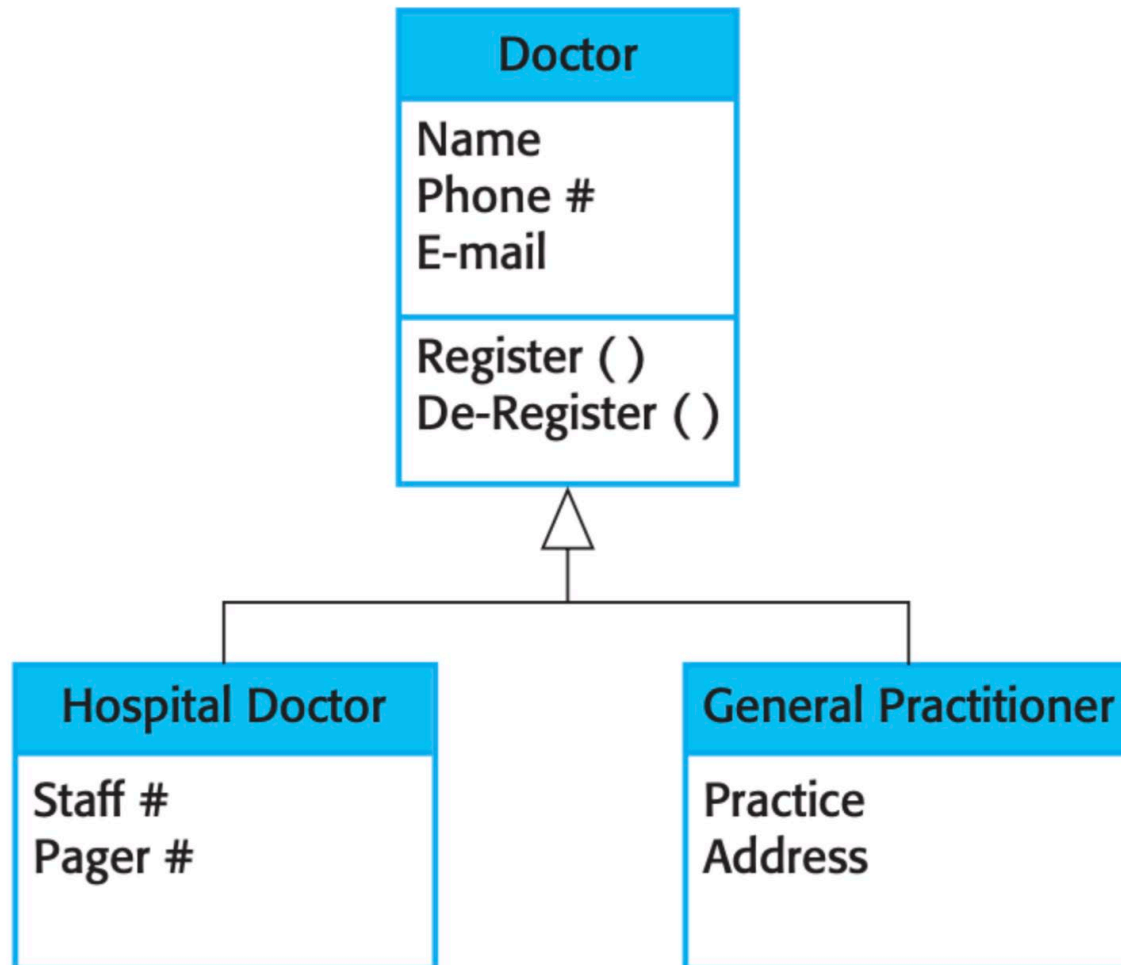 Doctor
Name
Phone #
E-mail
Register ( )
De-Register ( )
Hospital Doctor
Staff #
Pager #
General Practitioner
Practice
Address